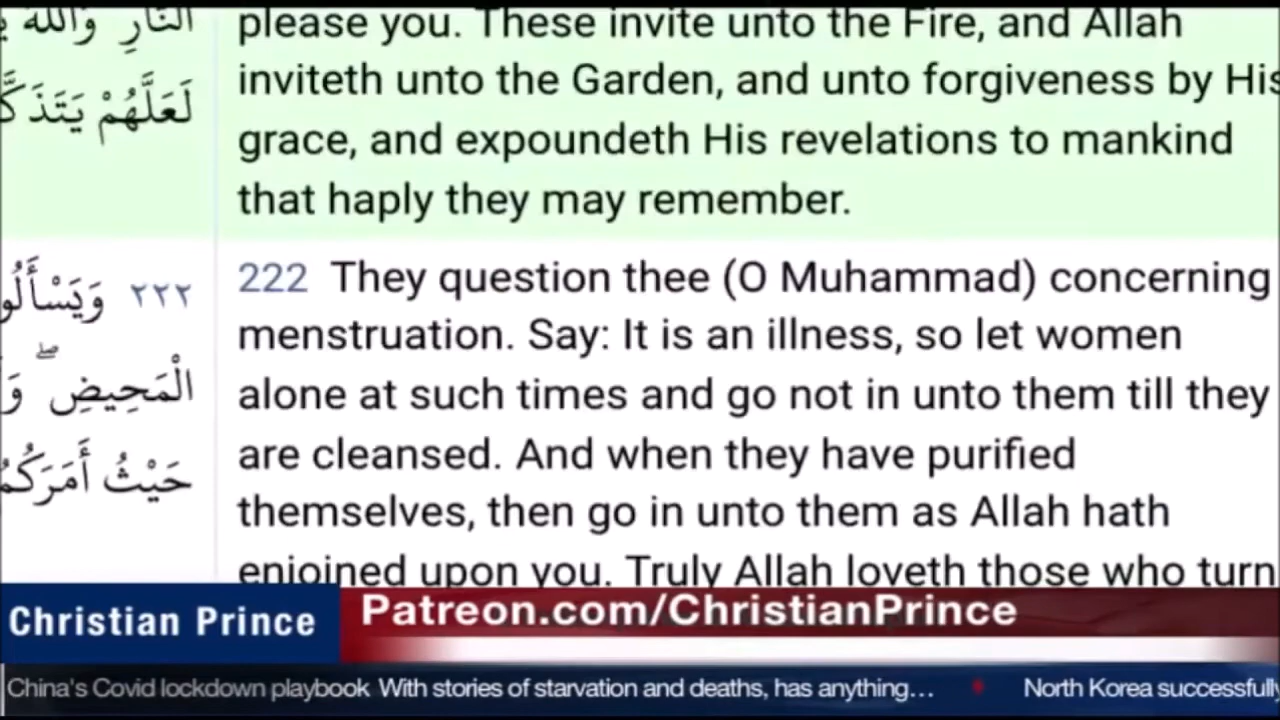 النَّارِ وَاللَّهُ
please you. These invite unto the Fire, and Allah
inviteth unto the Garden, and unto forgiveness by His
لَعَلَّهُمْ
grace, and expoundeth His revelations to mankind
that haply they may remember.
222 They question thee (O Muhammad) concerning
٢٢٢
menstruation. Say: It is an illness, so let women
الْمَحِيضِ ۖ
alone at such times and go not in unto them till they
are cleansed. And when they have purified
حَيْثُ
themselves, then go in unto them as Allah hath
enjoined upon you. Truly Allah loveth those who turn
Christian Prince
Patreon.com/ChristianPrince
China's Covid lockdown playbook With stories of starvation and deaths, has anything…
North Korea successfully